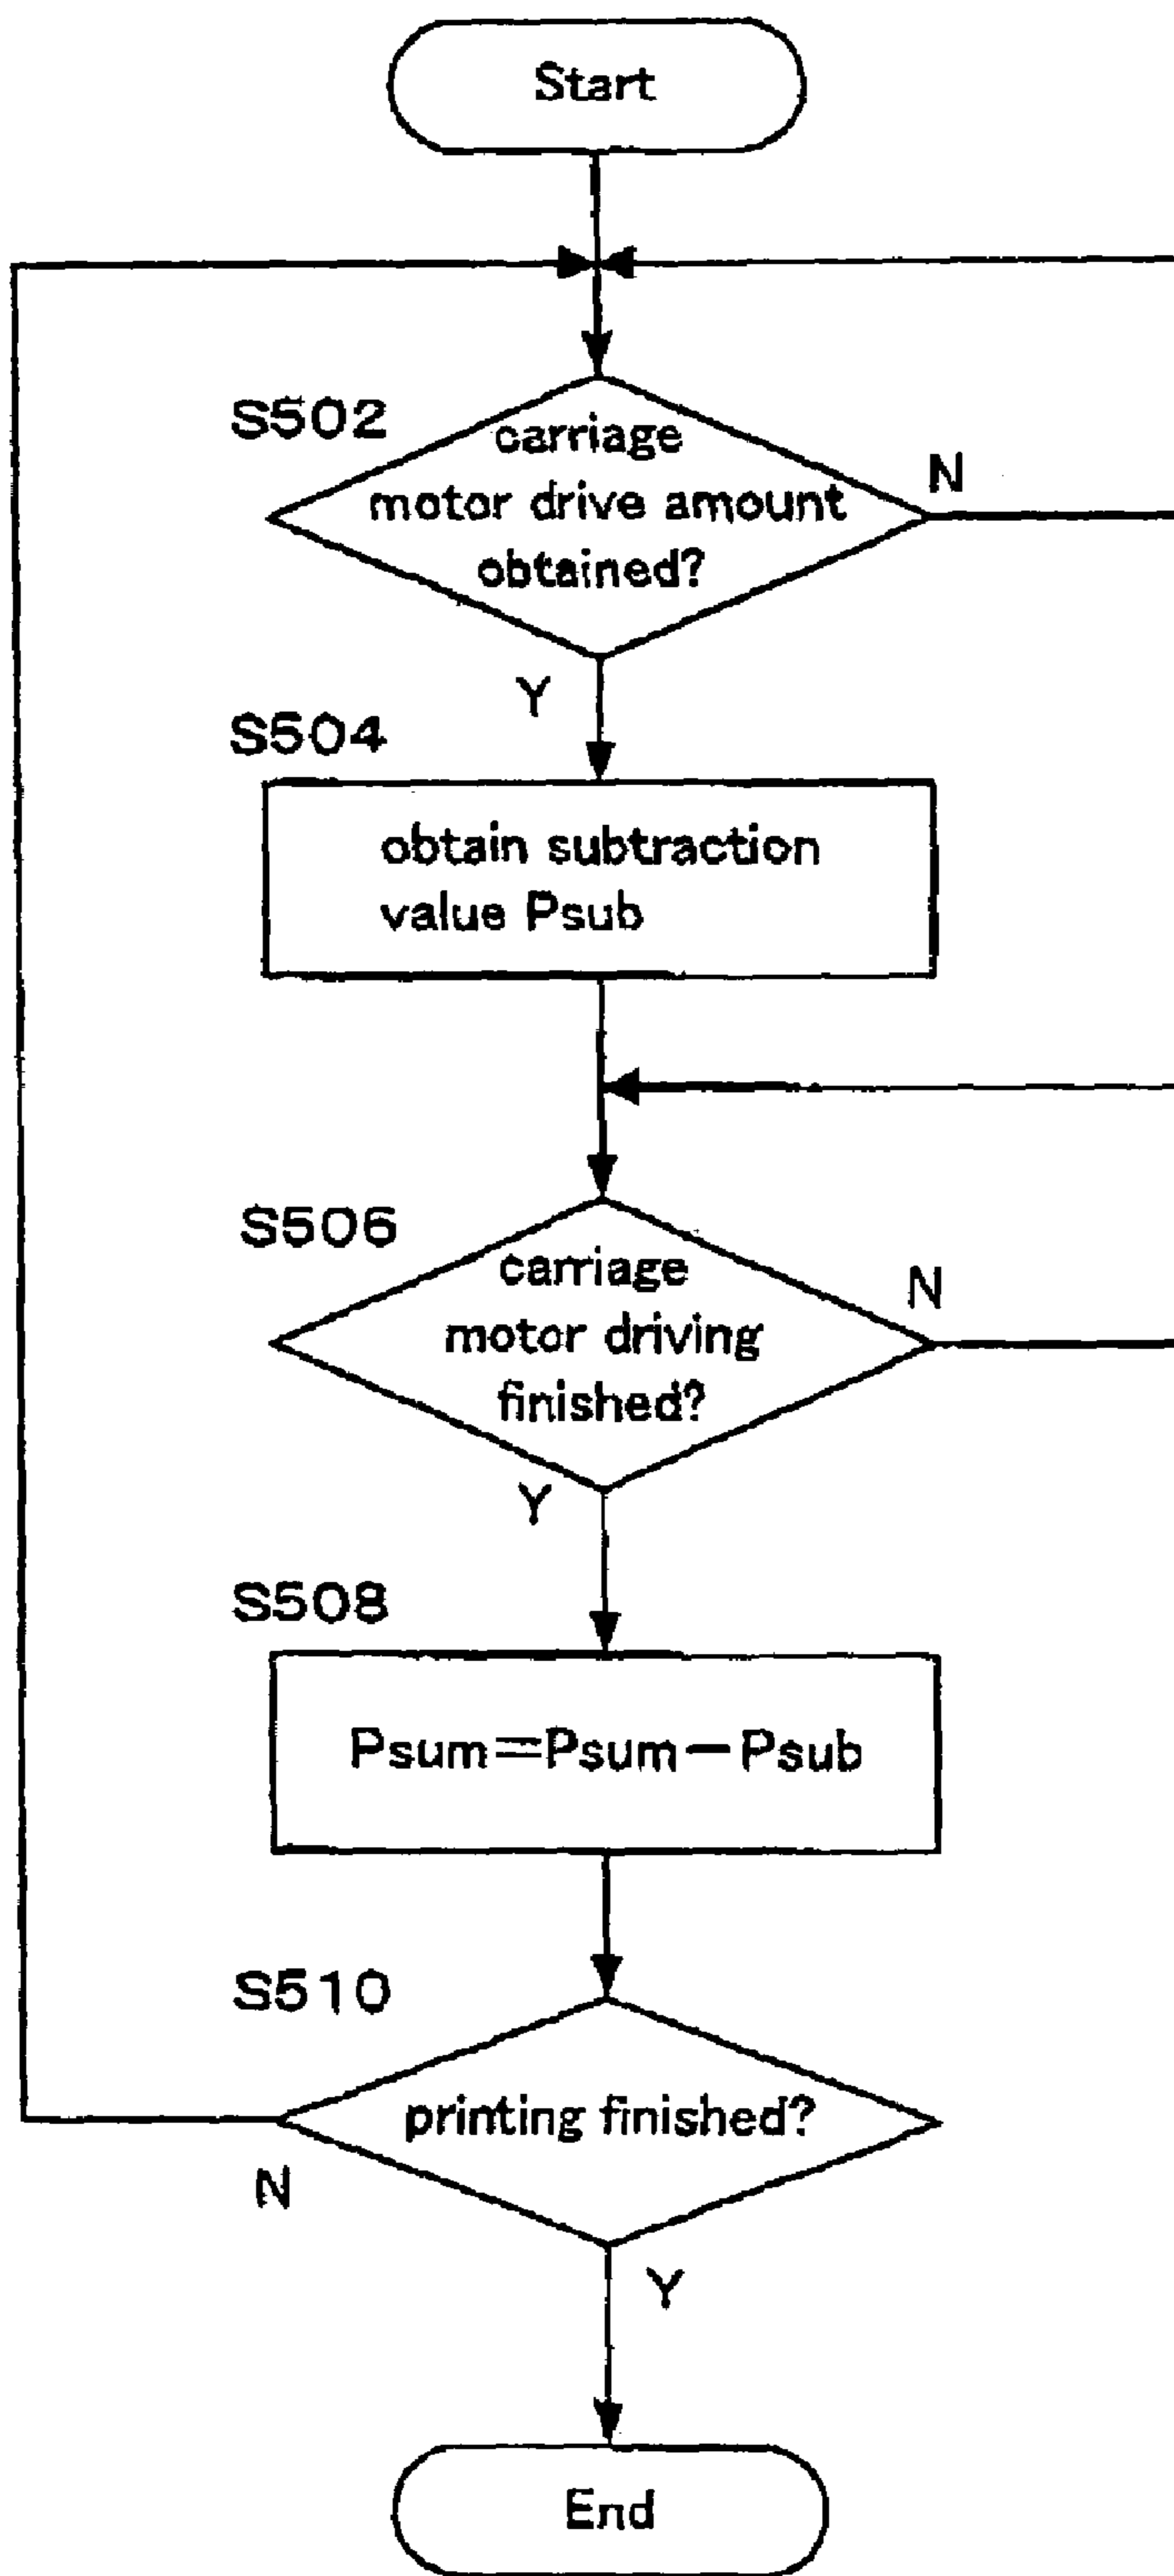 Start
S502
carriage
motor drive amount
obtained?
N
Y
S504
obtain subtraction
value Psub
S506
carriage
motor driving
finished?
N
Y
S508
Psum=Psum-Psub
S510
printing finished?
N
Y
End